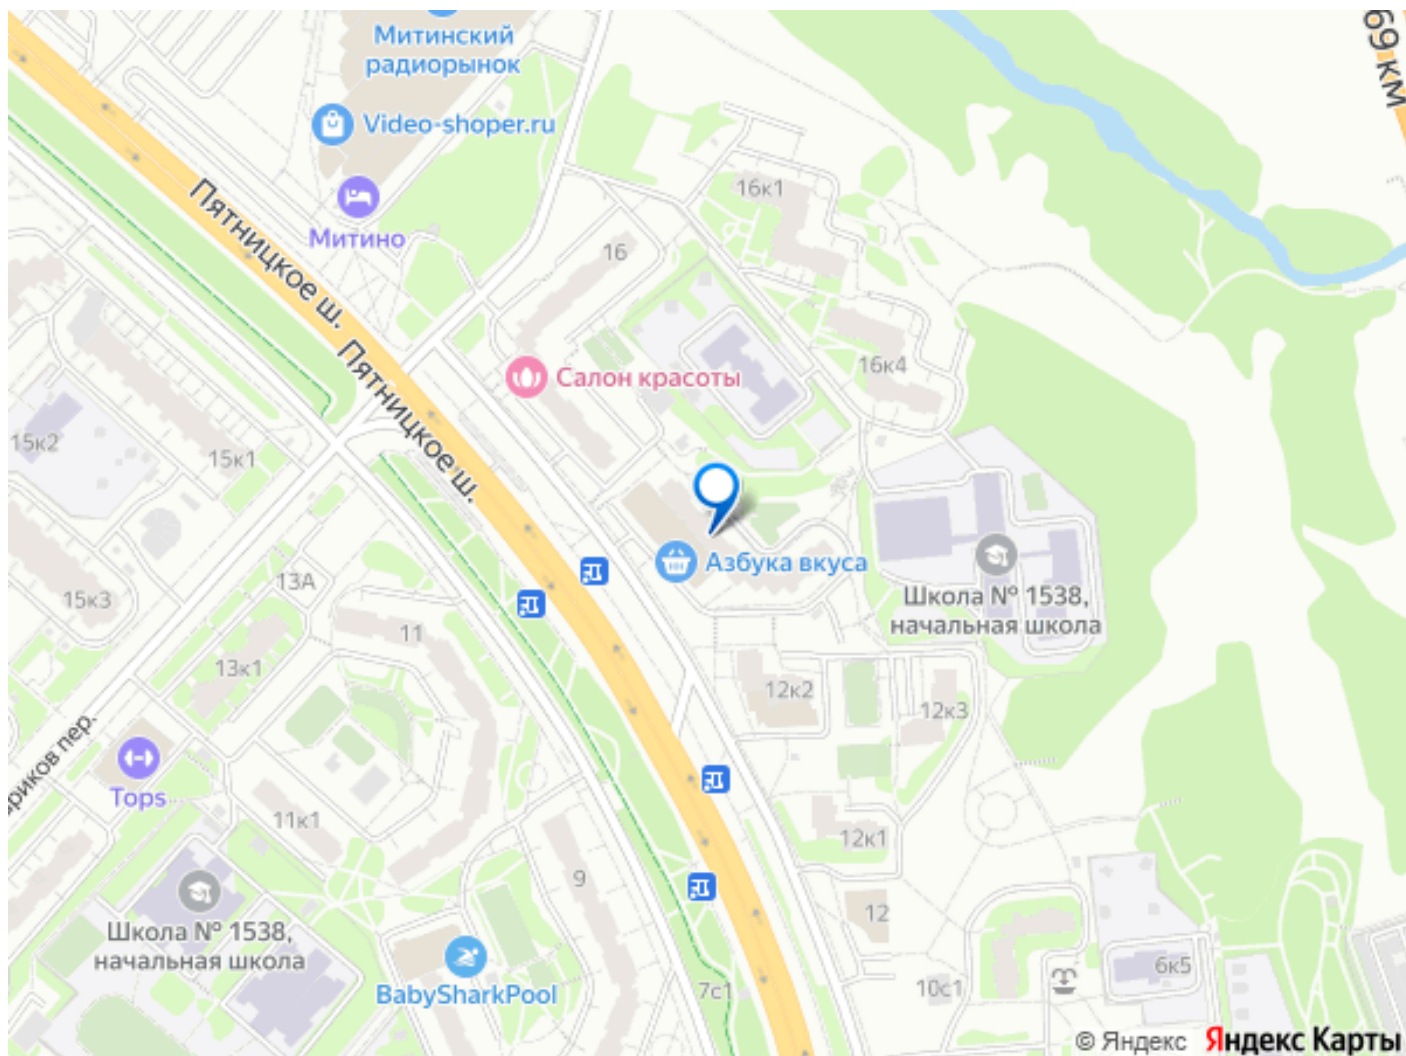 Митинский
радиорынок
69 км
Video-shoper.ru
16к1
Митино
16
Пятницкое ш.
Пятницкое ш.
16к4
Салон красоты
15к2
15к1
Азбука вкуса
13А
15к3
Школа № 1538,
начальная школа
11
13к1
12к2
12к3
Tops
11к1
12к1
9
12
Школа № 1538,
начальная школа
BabySharkPool
7с1
10с1
6к5
© Яндекс Яндекс Карты